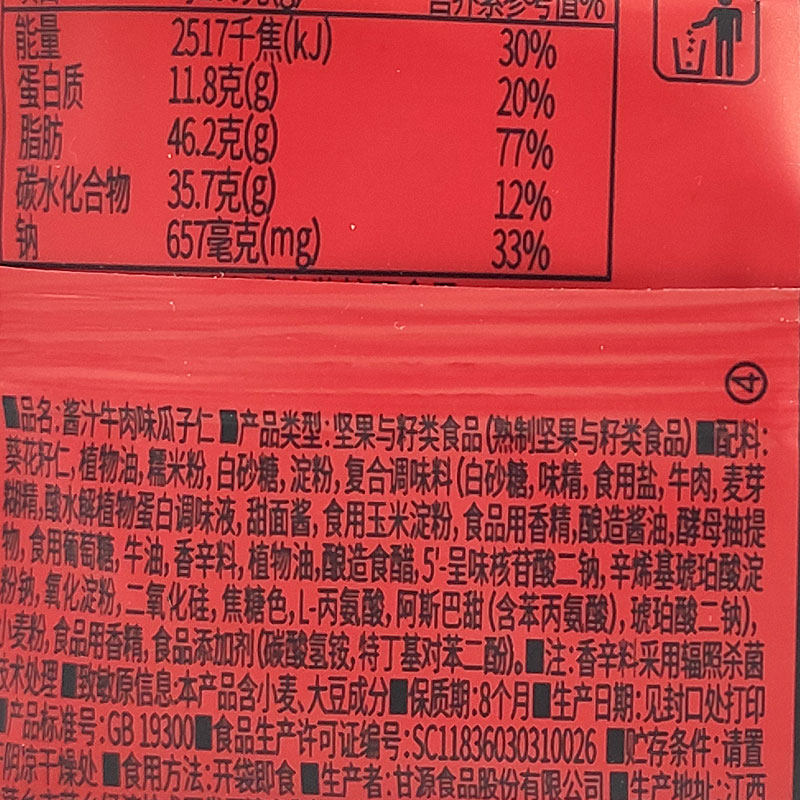 营养素参考值%
能量 2517千焦(kJ) 30%
蛋白质 11.8克(g) 20%
脂肪 46.2克(g) 77%
碳水化合物 35.7克(g) 12%
钠 657毫克(mg) 33%
④
■品名:酱汁牛肉味瓜子仁 ■产品类型:坚果与籽类食品(熟制坚果与籽类食品)■配料:
葵花籽仁,植物油,糯米粉,白砂糖,淀粉,复合调味料(白砂糖,味精,食用盐,牛肉,麦芽
糊精,酸水解植物蛋白调味液,甜面酱,食用玉米淀粉,食品用香精,酿造酱油,酵母抽提
物,食用葡萄糖,牛油,香辛料,植物油,酿造食醋,5'-呈味核苷酸二钠,辛烯基琥珀酸淀
粉钠,氧化淀粉,二氧化硅,焦糖色,L-丙氨酸,阿斯巴甜(含苯丙氨酸),琥珀酸二钠),
小麦粉,食品用香精,食品添加剂(碳酸氢铵,特丁基对苯二酚)。■注:香辛料采用辐照杀菌
技术处理■致敏原信息:本产品含小麦、大豆成分■保质期:8个月■生产日期:见封口处打印
■产品标准号:GB 19300■食品生产许可证编号:SC11836030310026 ■贮存条件:请置
阴凉干燥处 ■食用方法:开袋即食 ■生产者:甘源食品股份有限公司 ■生产地址:江西